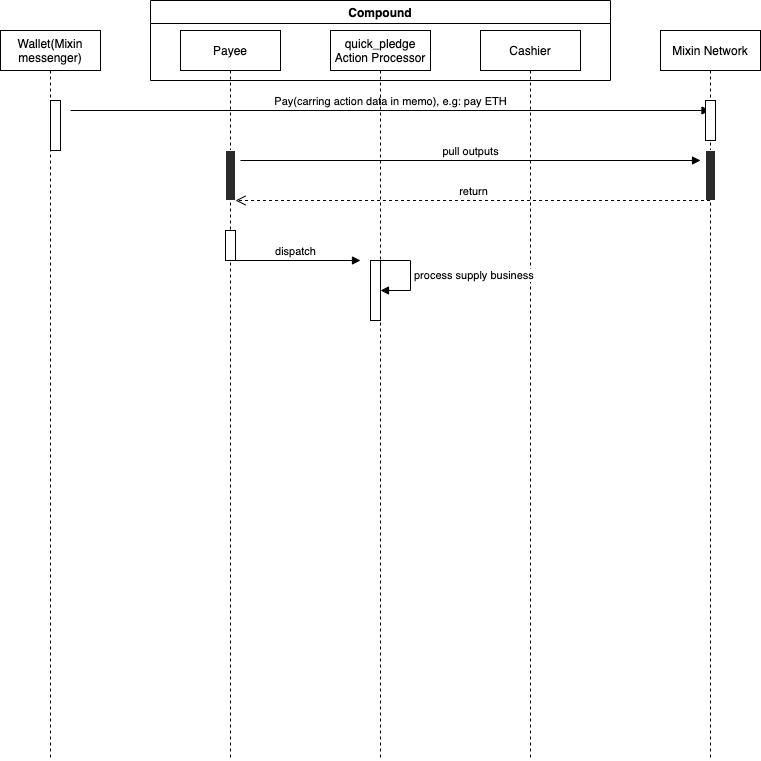 Compound
Wallet(Mixin
messenger)
Payee
quick_pledge
Action Processor
Cashier
Mixin Network
Pay(carring action data in memo), e.g: pay ETH
pull outputs
return
dispatch
process supply business